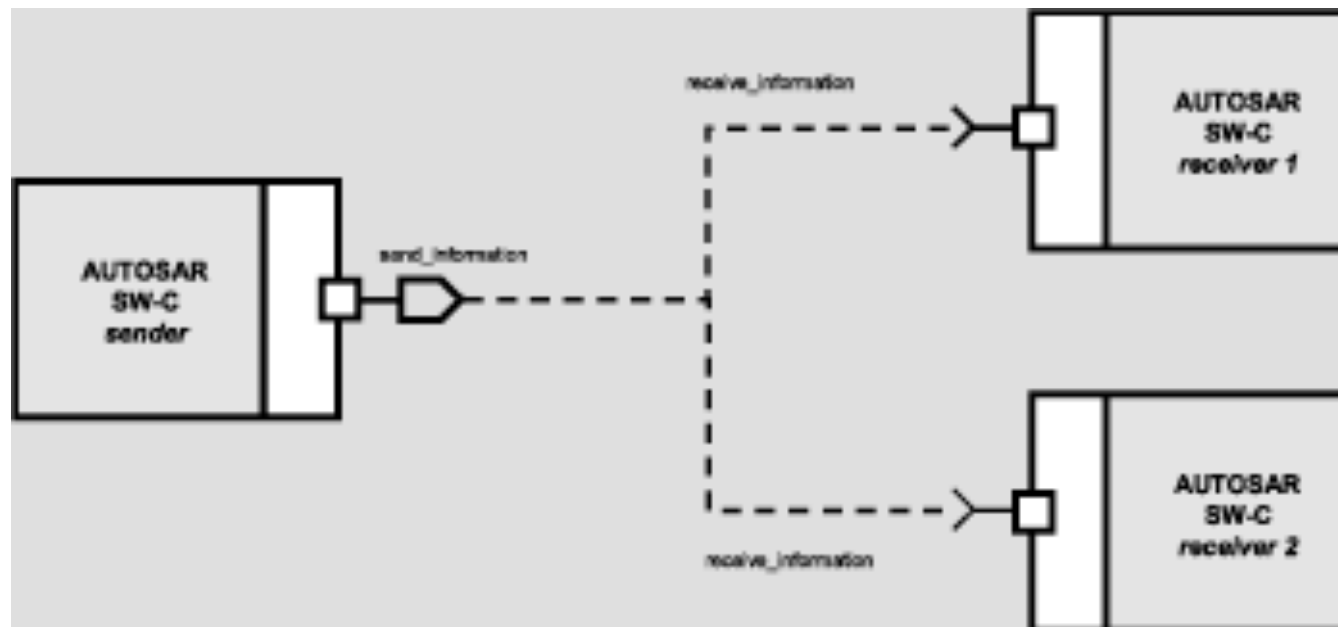 receive_information
AUTOSAR
SW-C
receiver 1
send_information
AUTOSAR
SW-C
sender
AUTOSAR
SW-C
receiver 2
receive_information